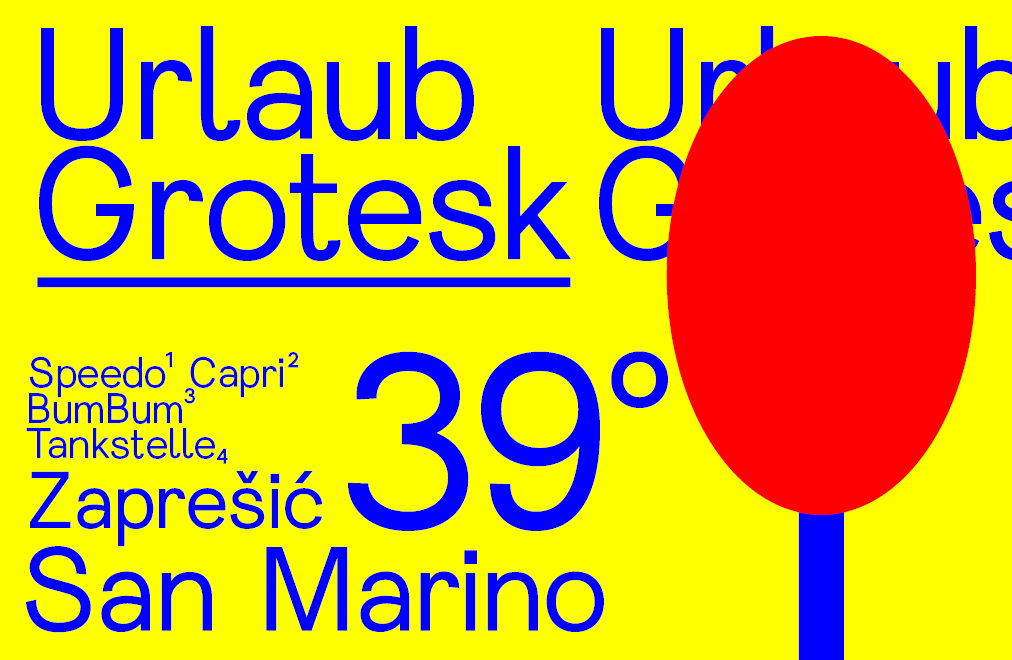 Urlaub
Grotesk
Speedo¹ Capri²
BumBum³
Tankstelle₄
Zaprešić
39°
San Marino